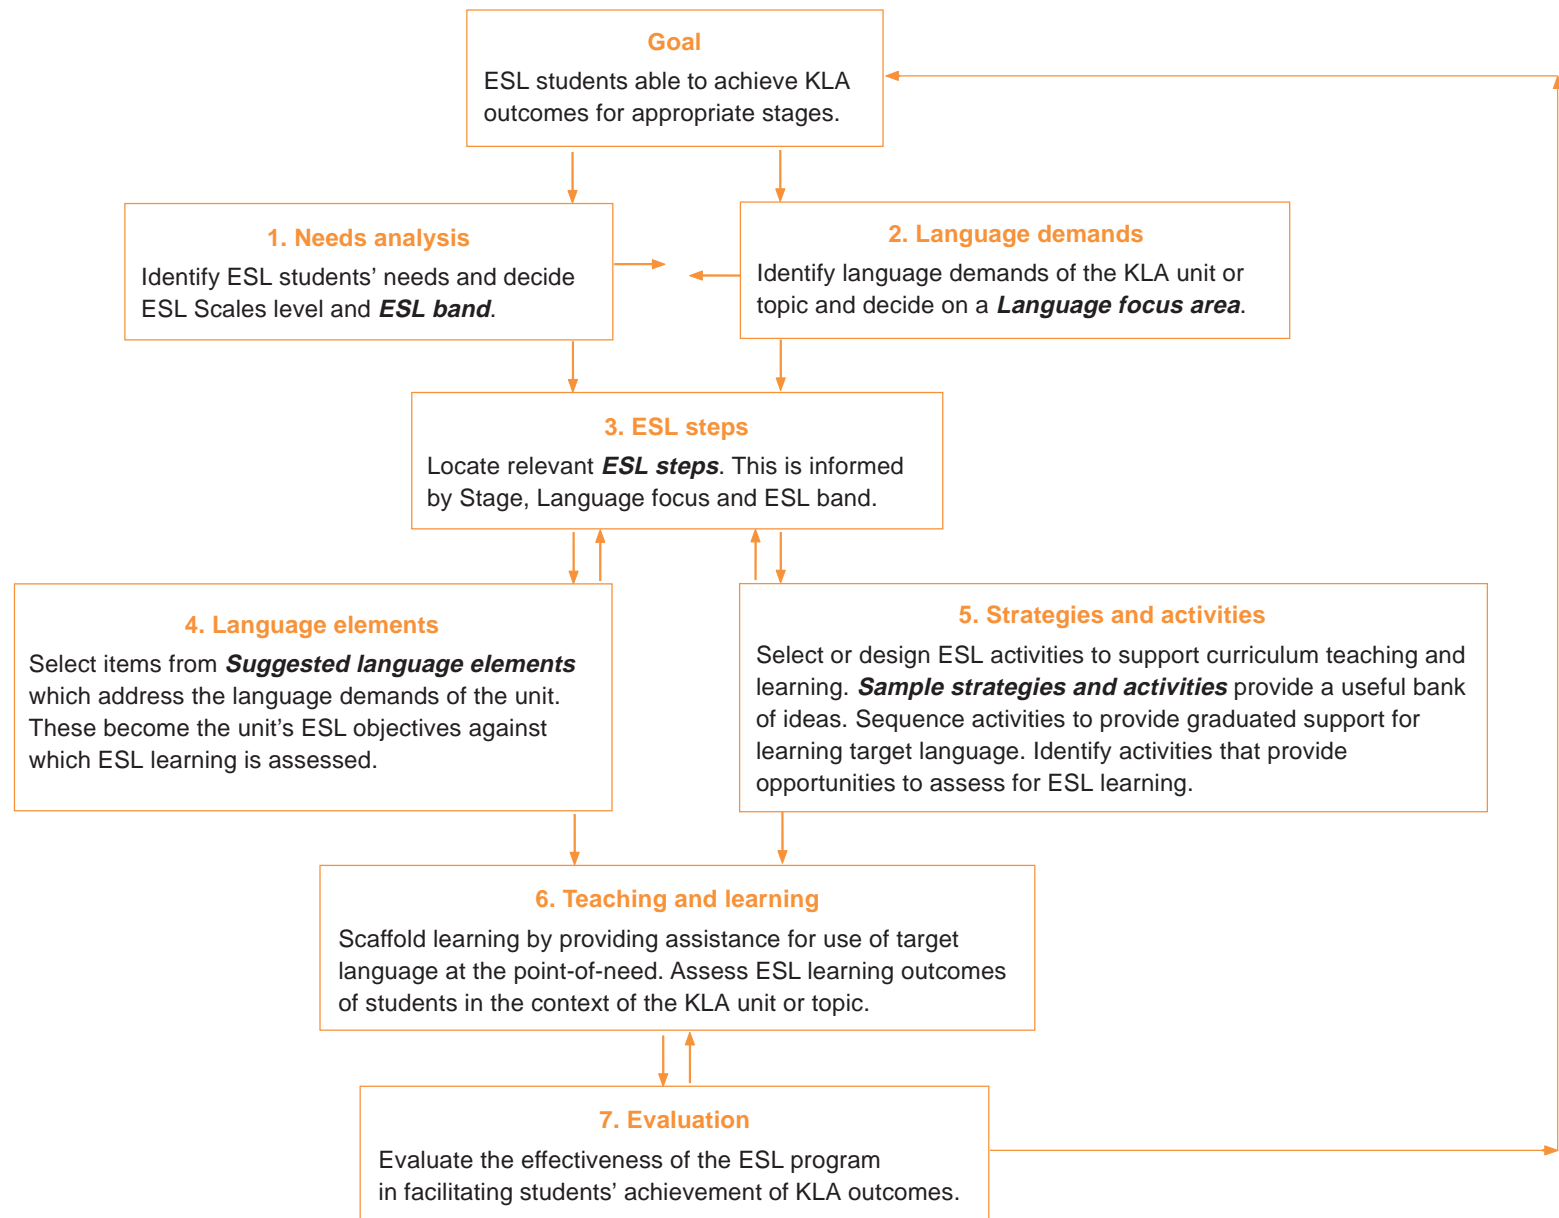 Goal
ESL students able to achieve KLA
outcomes for appropriate stages.
1. Needs analysis
Identify ESL students’ needs and decide
ESL Scales level and ESL band.
2. Language demands
Identify language demands of the KLA unit or
topic and decide on a Language focus area.
3. ESL steps
Locate relevant ESL steps. This is informed
by Stage, Language focus and ESL band.
4. Language elements
Select items from Suggested language elements
which address the language demands of the unit.
These become the unit’s ESL objectives against
which ESL learning is assessed.
5. Strategies and activities
Select or design ESL activities to support curriculum teaching and
learning. Sample strategies and activities provide a useful bank
of ideas. Sequence activities to provide graduated support for
learning target language. Identify activities that provide
opportunities to assess for ESL learning.
6. Teaching and learning
Scaffold learning by providing assistance for use of target
language at the point-of-need. Assess ESL learning outcomes
of students in the context of the KLA unit or topic.
7. Evaluation
Evaluate the effectiveness of the ESL program
in facilitating students’ achievement of KLA outcomes.